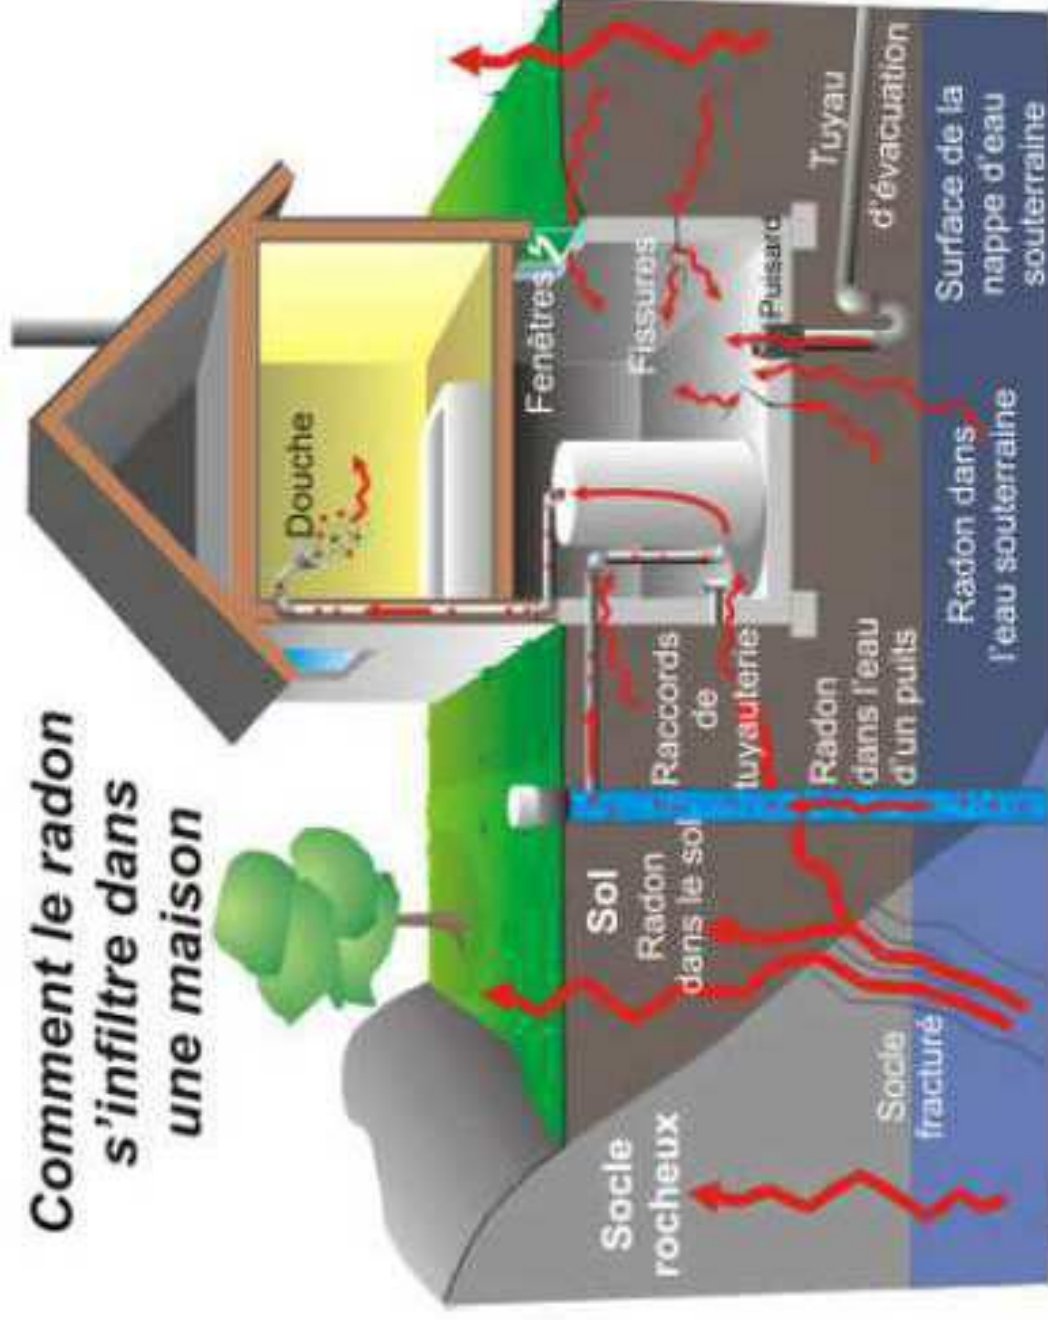 Comment le radon
s'infiltre dans
une maison
Douche
Fenêtres
Fissures
Puisard
Tuyau
d'évacuation
Raccords
de
tuyauterie
Sol
Radon
dans le sol
Radon
dans l'eau
d'un puits
Socle
rocheux
Socle
fracturé
Radon dans
l'eau souterraine
Surface de la
nappe d'eau
souterraine